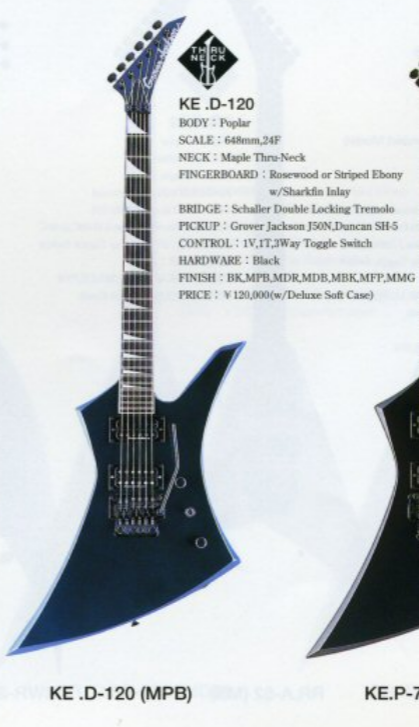 THRU
NECK
KE .D-120
BODY : Poplar
SCALE : 648mm,24F
NECK : Maple Thru-Neck
FINGERBOARD : Rosewood or Striped Ebony
w/Sharkfin Inlay
BRIDGE : Schaller Double Locking Tremolo
PICKUP : Grover Jackson J50N,Duncan SH-5
CONTROL : 1V,1T,3Way Toggle Switch
HARDWARE : Black
FINISH : BK,MPB,MDR,MDB,MBK,MFP,MMG
PRICE : ¥120,000(w/Deluxe Soft Case)
Grover Jackson
KE .D-120 (MPB)
KE.P-7